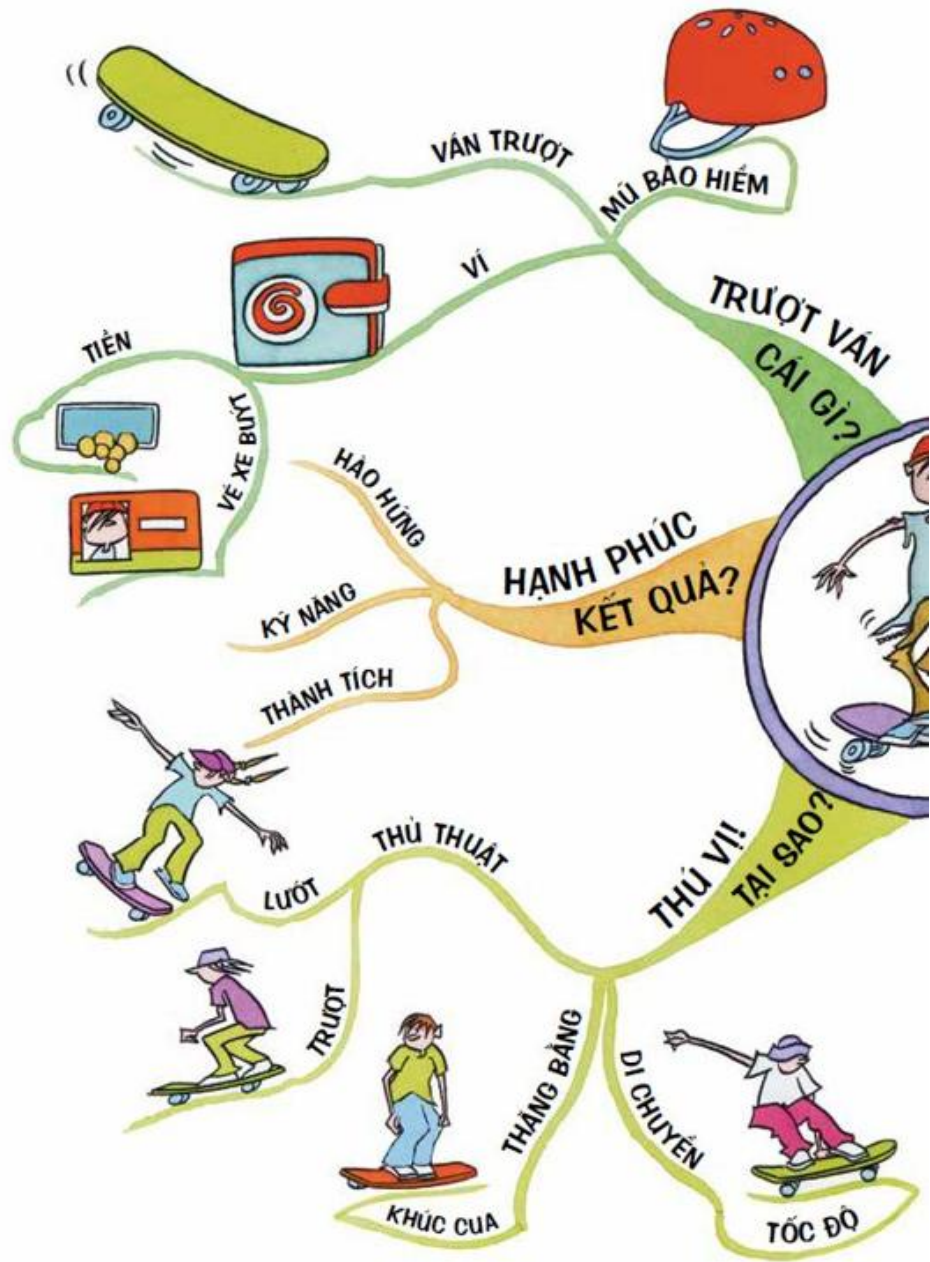 VÁN TRƯỢT
MŨ BẢO HIỂM
VÍ
TIỀN
VÉ XE BUÝT
TRƯỢT VÁN
CÁI GÌ?
HÀO HỨNG
KỸ NĂNG
THÀNH TÍCH
HẠNH PHÚC
KẾT QUẢ?
THÚ VỊ!
TẠI SAO?
THỦ THUẬT
LƯỚT
TRƯỢT
THĂNG BẰNG
KHÚC CUA
DI CHUYỂN
TỐC ĐỘ